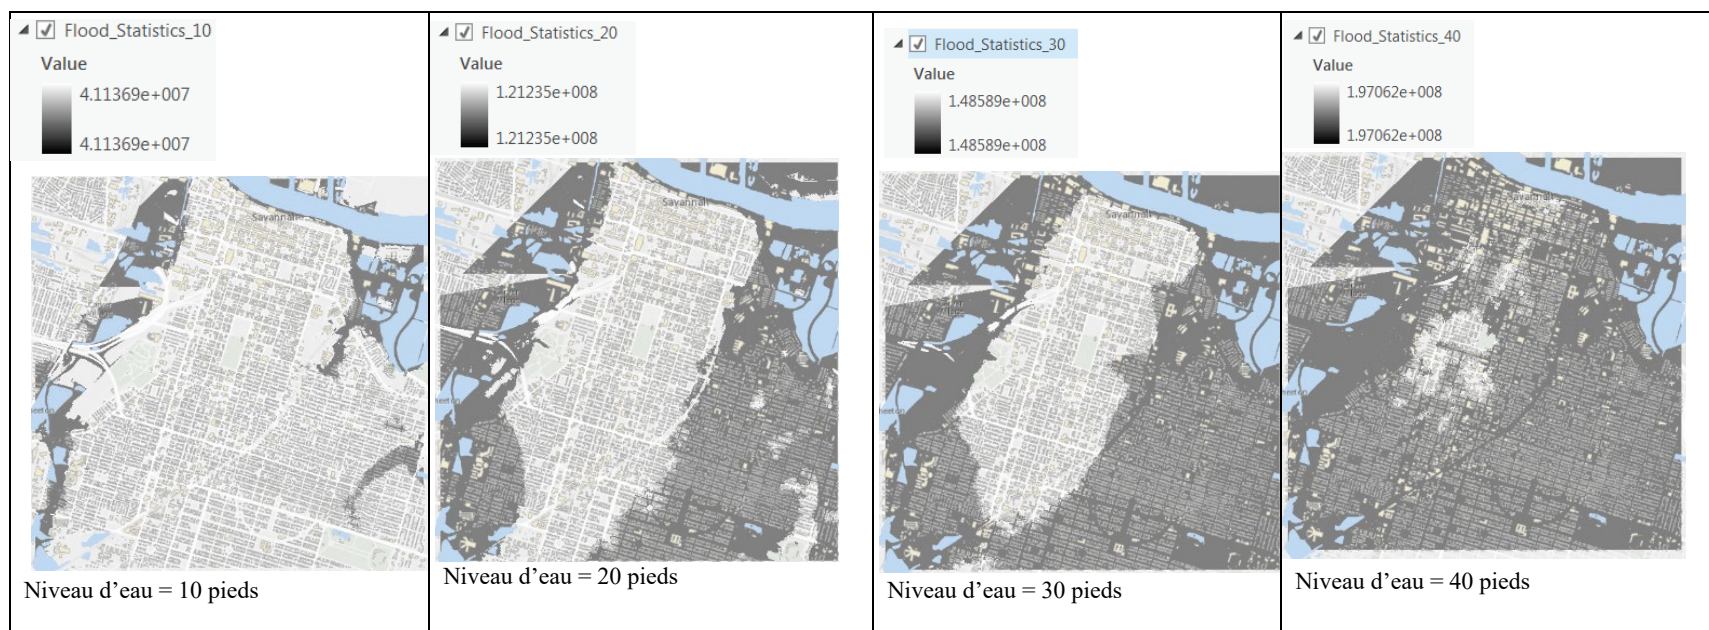 Flood_Statistics_10
Value
4.11369e+007
4.11369e+007
Savannah
Niveau d’eau = 10 pieds
Flood_Statistics_20
Value
1.21235e+008
1.21235e+008
Savannah
Niveau d’eau = 20 pieds
Flood_Statistics_30
Value
1.48589e+008
1.48589e+008
Savannah
Niveau d’eau = 30 pieds
Flood_Statistics_40
Value
1.97062e+008
1.97062e+008
Savannah
Niveau d’eau = 40 pieds